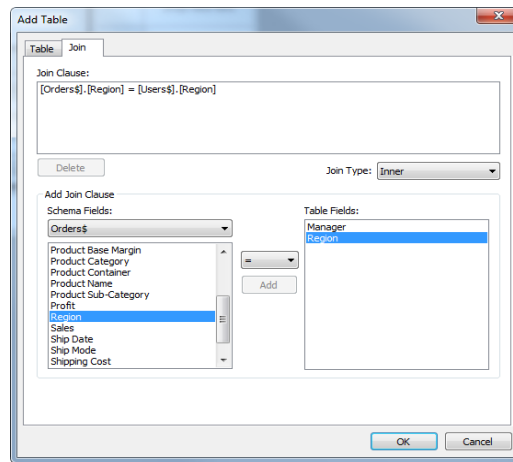 Add Table
Table Join
Join Clause:
[Orders$].[Region] = [Users$].[Region]
Delete
Join Type: Inner
Add Join Clause
Schema Fields:
Orders$
Product Base Margin
Product Category
Product Container
Product Name
Product Sub-Category
Profit
Region
Sales
Ship Date
Ship Mode
Shipping Cost
=
Add
Table Fields:
Manager
Region
OK Cancel